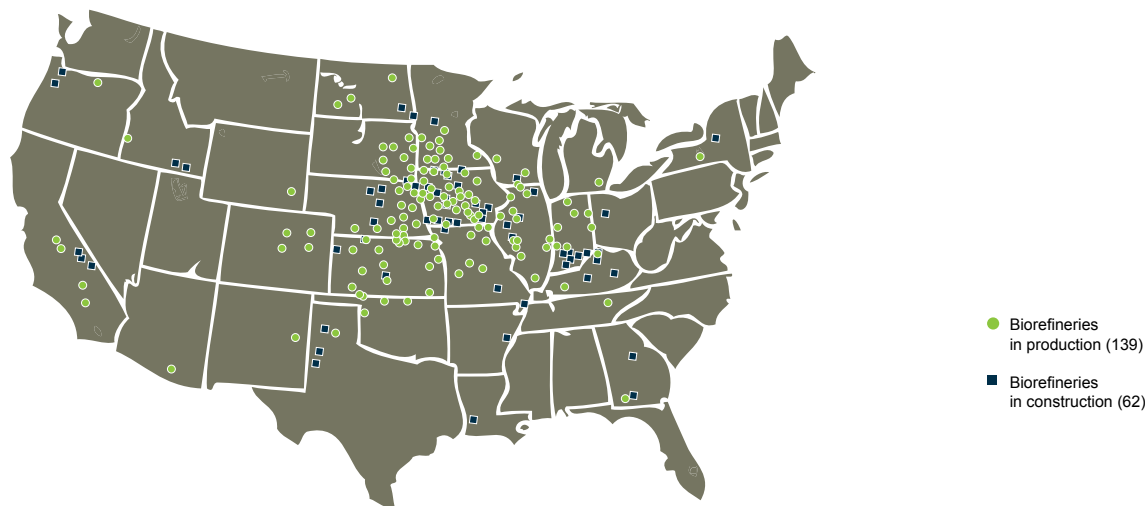 Biorefineries
in production (139)
Biorefineries
in construction (62)